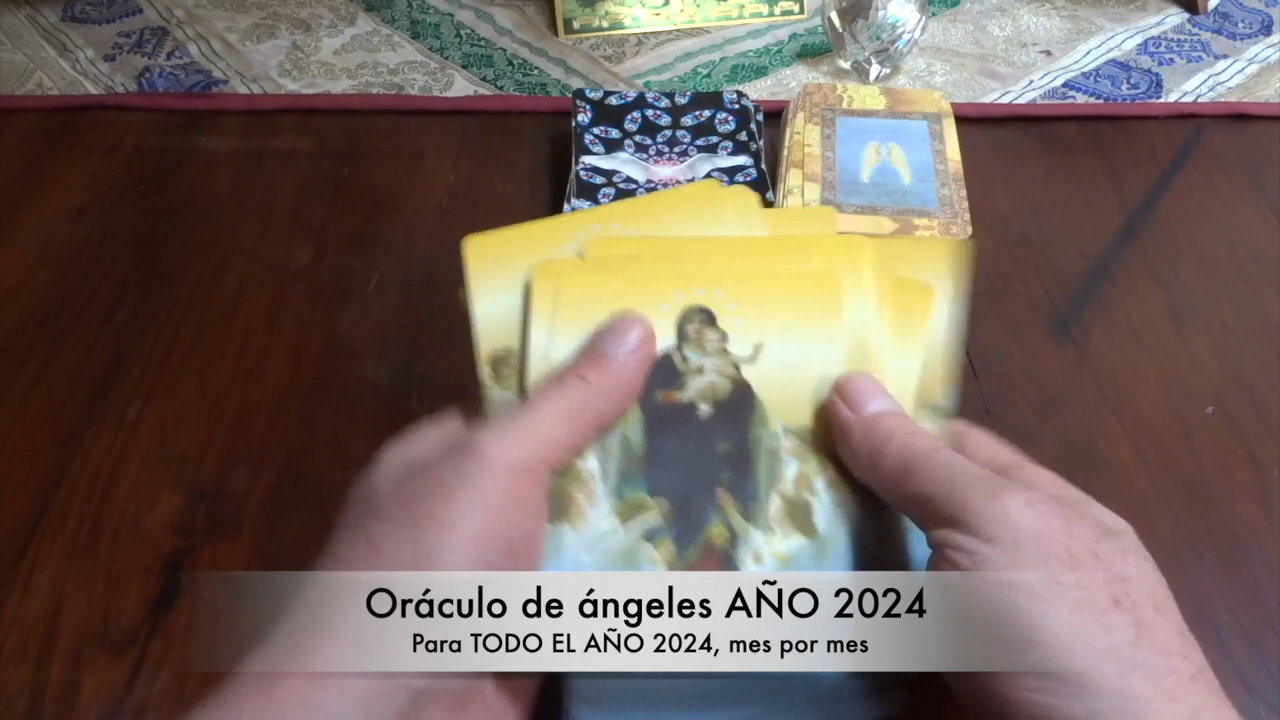 Oráculo de ángeles AÑO 2024
Para TODO EL AÑO 2024, mes por mes